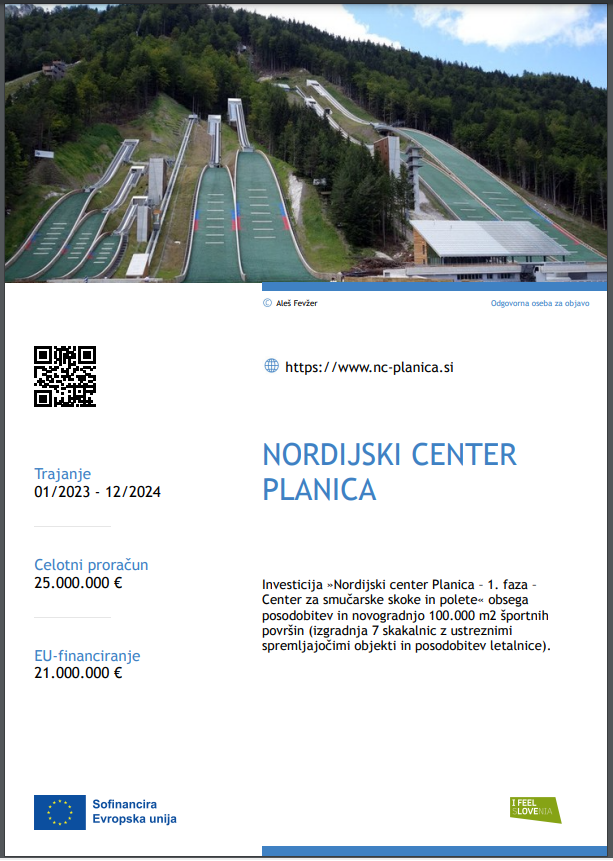 © Aleš Fevžer
Odgovorna oseba za objavo
https://www.nc-planica.si
NORDIJSKI CENTER
PLANICA
Trajanje
01/2023 - 12/2024
Celotni proračun
25.000.000 €
EU-financiranje
21.000.000 €
Investicija »Nordijski center Planica – 1. faza –
Center za smučarske skoke in polete« obsega
posodobitev in novogradnjo 100.000 m2 športnih
površin (izgradnja 7 skakalnic z ustreznimi
spremljajočimi objekti in posodobitev letalnice).
Sofinancira
Evropska unija
I FEEL
SLOVENIA